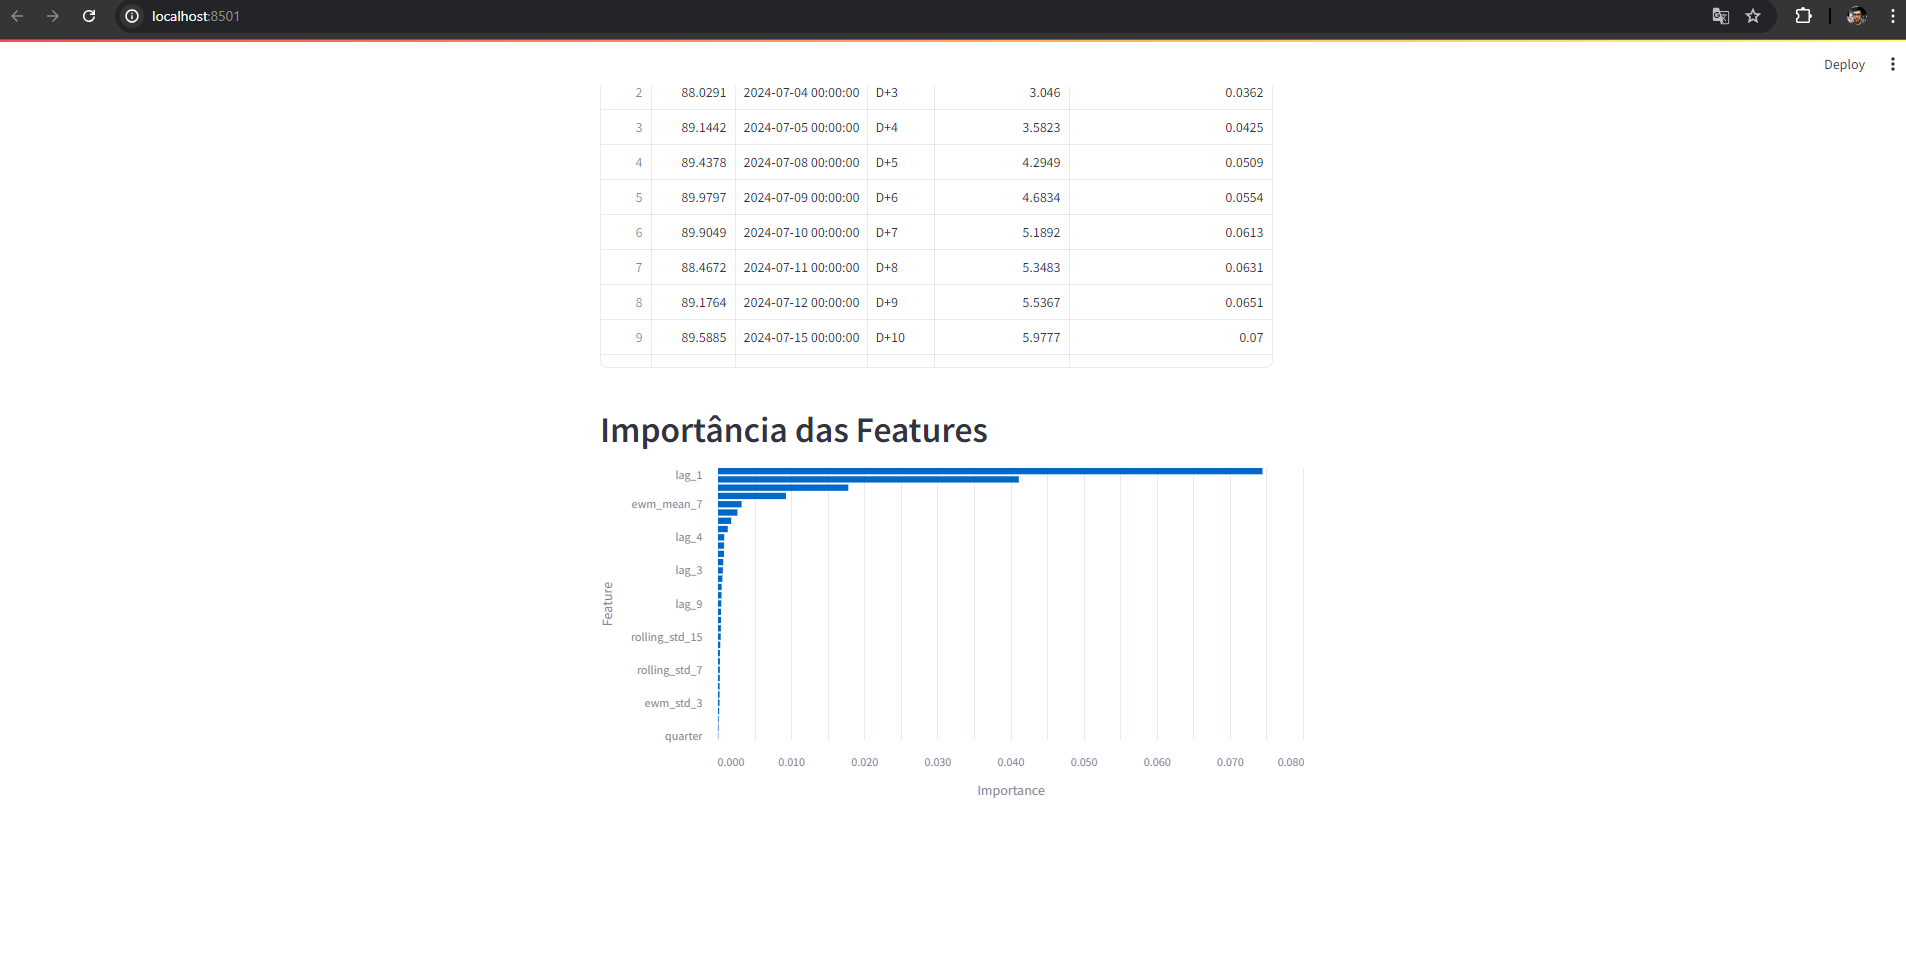 localhost:8501
Deploy
2 88.0291 2024-07-04 00:00:00 D+3 3.046 0.0362
3 89.1442 2024-07-05 00:00:00 D+4 3.5823 0.0425
4 89.4378 2024-07-08 00:00:00 D+5 4.2949 0.0509
5 89.9797 2024-07-09 00:00:00 D+6 4.6834 0.0554
6 89.9049 2024-07-10 00:00:00 D+7 5.1892 0.0613
7 88.4672 2024-07-11 00:00:00 D+8 5.3483 0.0631
8 89.1764 2024-07-12 00:00:00 D+9 5.5367 0.0651
9 89.5885 2024-07-15 00:00:00 D+10 5.9777 0.07
Importância das Features
lag_1
ewm_mean_7
lag_4
lag_3
Feature
lag_9
rolling_std_15
rolling_std_7
ewm_std_3
quarter
0.000 0.010 0.020 0.030 0.040 0.050 0.060 0.070 0.080
Importance